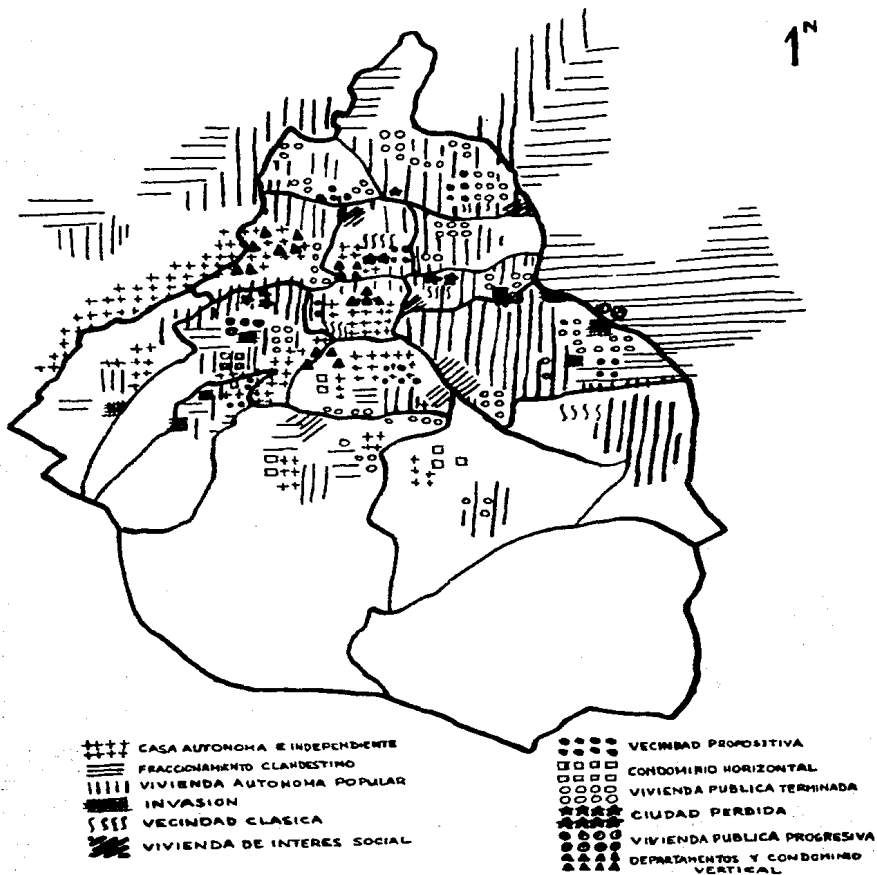 N
CASA AUTONOMA E INDEPENDIENTE
FRACCIONAMIENTO CLANDESTINO
VIVIENDA AUTONOMA POPULAR
INVASION
VECINDAD CLASICA
VIVIENDA DE INTERES SOCIAL
VECINDAD PROPOSITIVA
CONDOMINIO HORIZONTAL
VIVIENDA PUBLICA TERMINADA
CIUDAD PERDIDA
VIVIENDA PUBLICA PROGRESIVA
DEPARTAMENTOS Y CONDOMINIO
VERTICAL